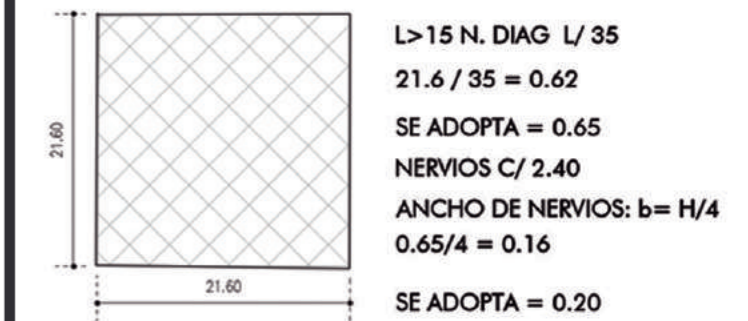 21.60
21.60
L>15 N. DIAG L/ 35
21.6 / 35 = 0.62
SE ADOPTA = 0.65
NERVIOS C/ 2.40
ANCHO DE NERVIOS: b= H/4
0.65/4 = 0.16
SE ADOPTA = 0.20